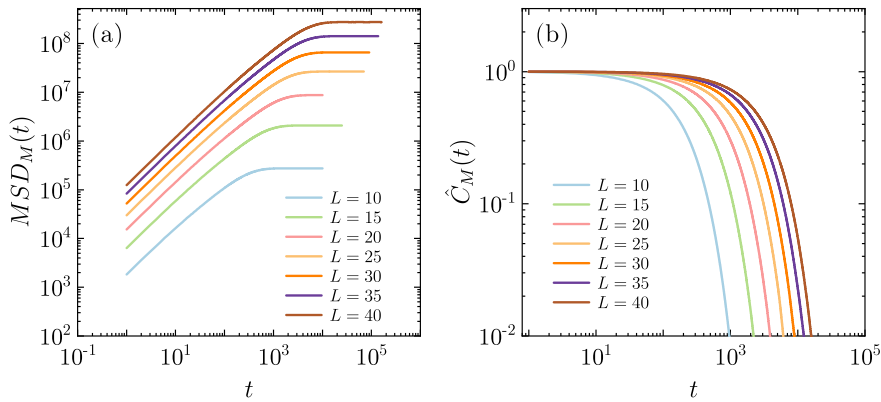 (a)
MSD_M(t)
10^8
10^7
10^6
10^5
10^4
10^3
10^2
L = 10
L = 15
L = 20
L = 25
L = 30
L = 35
L = 40
10^-1 10^1 10^3 10^5
t
(b)
Ĉ_M(t)
10^0
10^-1
10^-2
L = 10
L = 15
L = 20
L = 25
L = 30
L = 35
L = 40
10^1 10^3 10^5
t